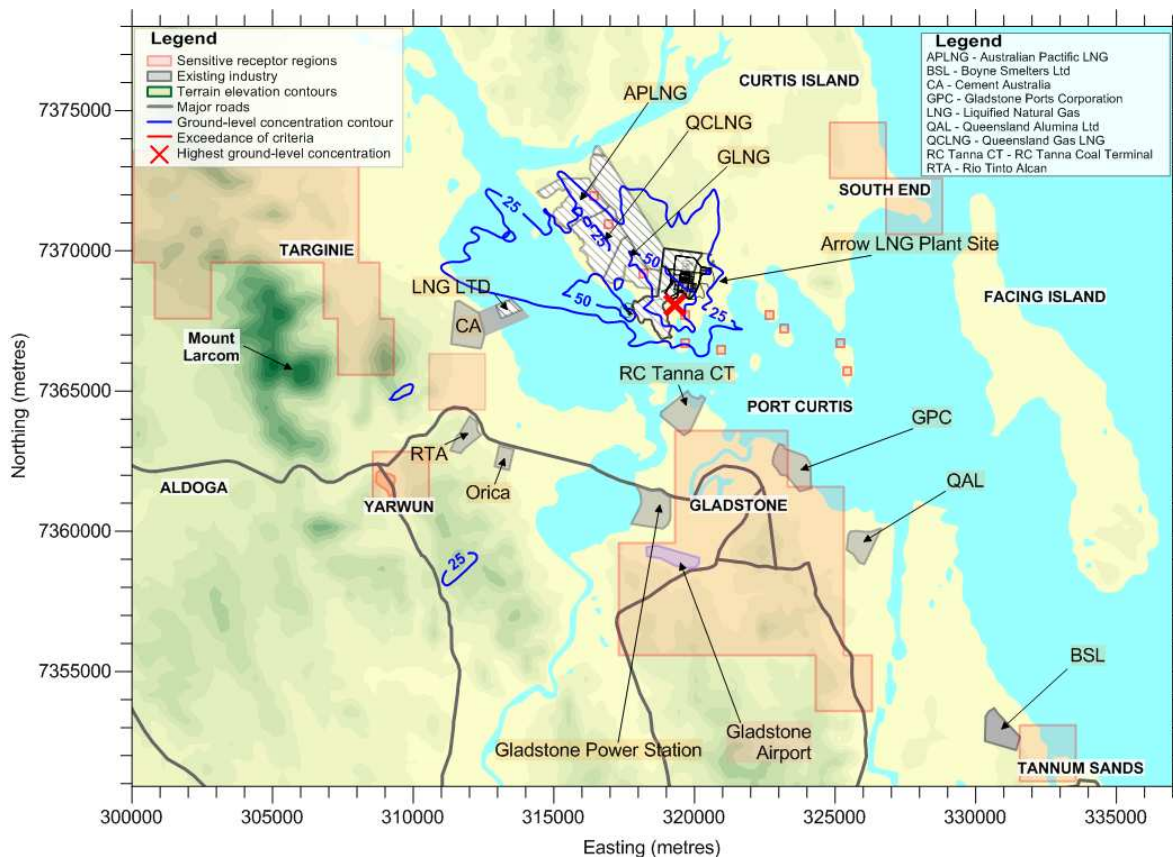 Legend
Sensitive receptor regions
Existing industry
Terrain elevation contours
Major roads
Ground-level concentration contour
Exceedance of criteria
Highest ground-level concentration
Legend
APLNG - Australian Pactific LNG
BSL - Boyne Smelters Ltd
CA - Cement Australia
GPC - Gladstone Ports Corporation
LNG - Liquified Natural Gas
QAL - Queensland Alumina Ltd
QCLNG - Queensland Gas LNG
RC Tanna CT - RC Tanna Coal Terminal
RTA - Rio Tinto Alcan
CURTIS ISLAND
APLNG
QCLNG
GLNG
SOUTH END
Arrow LNG Plant Site
TARGINIE
25
25
50
LNG LTD
50
25
CA
FACING ISLAND
Mount
Larcom
RC Tanna CT
PORT CURTIS
GPC
RTA
Orica
ALDOGA
YARWUN
GLADSTONE
QAL
25
BSL
Gladstone Power Station
Gladstone
Airport
TANNUM SANDS
7375000
7370000
7365000
7360000
7355000
Northing (metres)
300000 305000 310000 315000 320000 325000 330000 335000
Easting (metres)